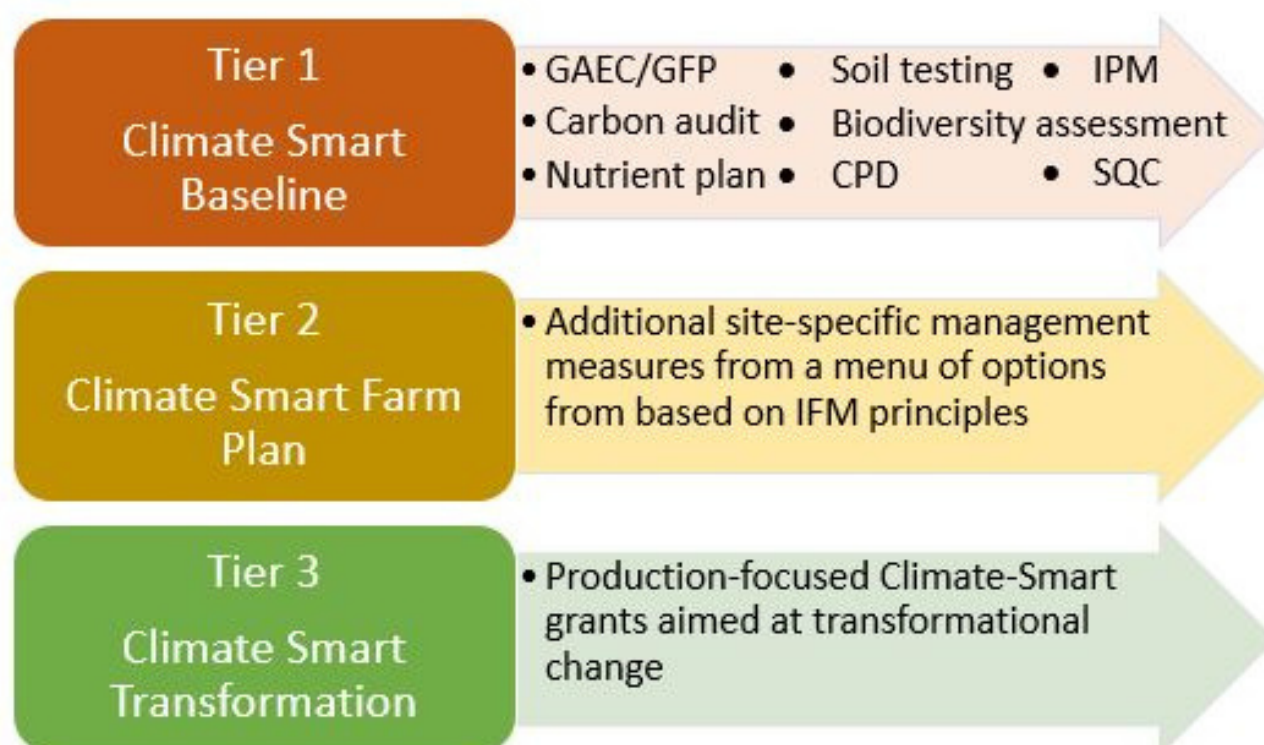 Tier 1
Climate Smart
Baseline
• GAEC/GFP • Soil testing • IPM
• Carbon audit • Biodiversity assessment
• Nutrient plan • CPD • SQC
Tier 2
Climate Smart Farm
Plan
• Additional site-specific management
measures from a menu of options
from based on IFM principles
Tier 3
Climate Smart
Transformation
• Production-focused Climate-Smart
grants aimed at transformational
change